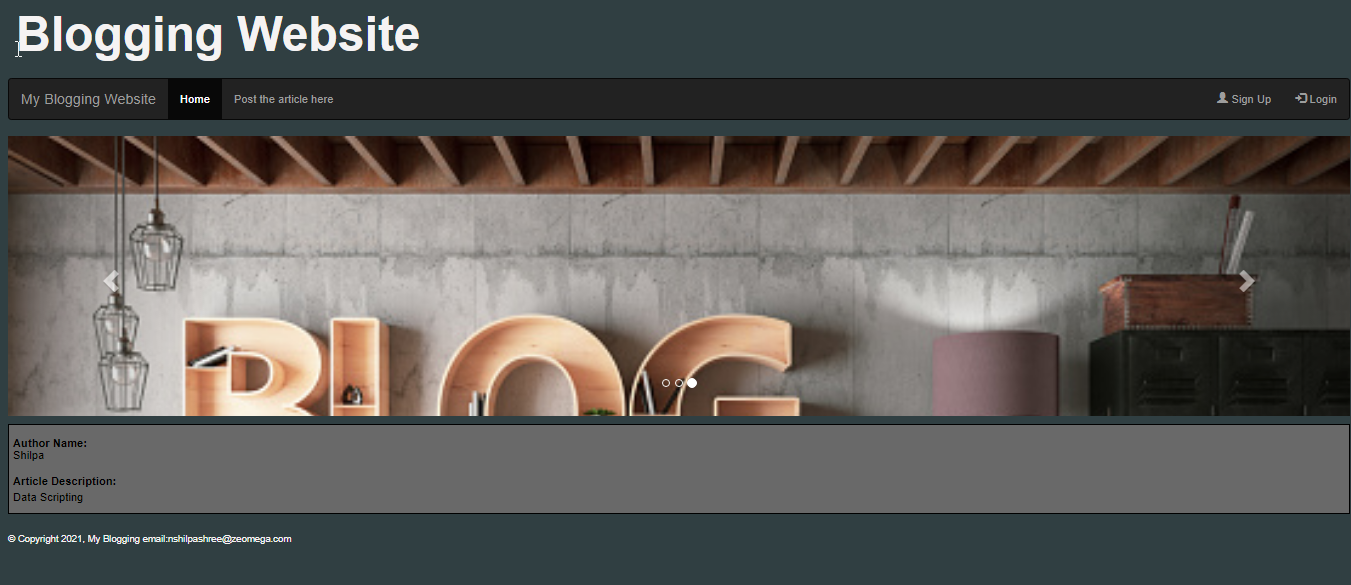 Blogging Website
My Blogging Website Home Post the article here Sign Up Login
BLOG
Author Name:
Shilpa
Article Description:
Data Scripting
© Copyright 2021, My Blogging email:nshilpashree@zeomega.com